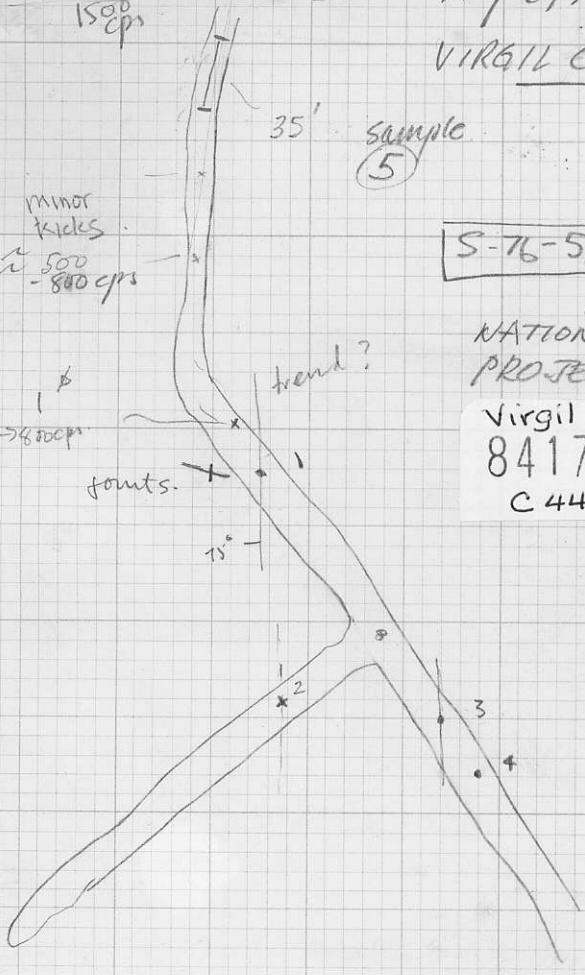 1500
cps
VIRGIL C
35'
sample
5
minor
kicks.
≈ 500
-800 cps
S-76-5
NATION
PROJE
Virgil
8417
C 44
trend ?
1
>800cps
joints.
1
75°
2
3
4